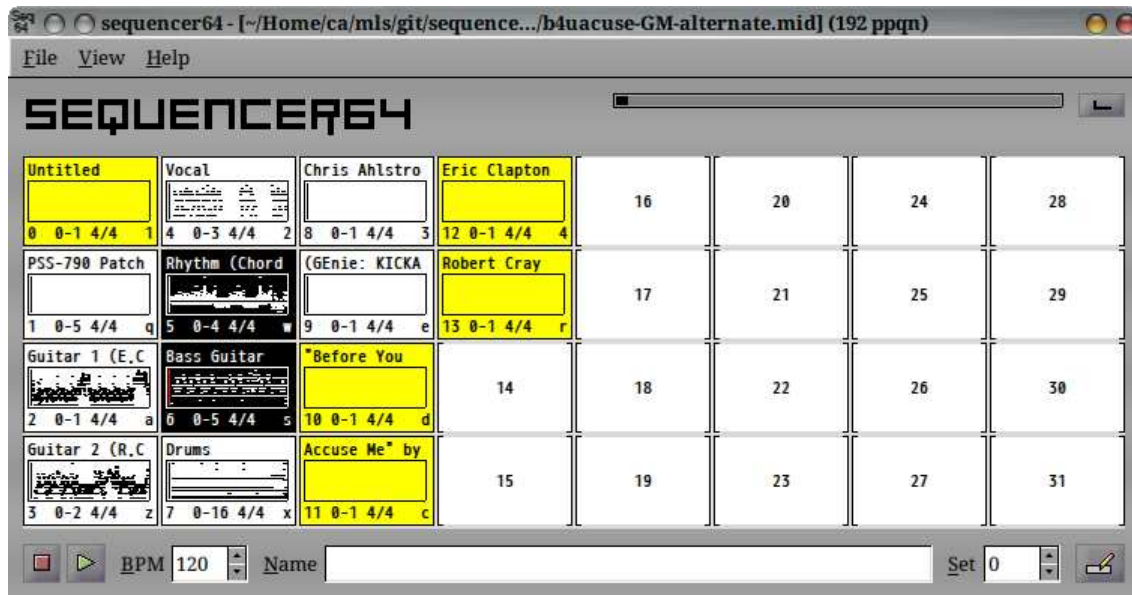 Seq 64 sequencer64 - [~/Home/ca/mls/git/sequence.../b4uacuse-GM-alternate.mid] (192 ppqn)
File View Help
SEQUENCER64
Untitled Vocal Chris Ahlstro Eric Clapton
16 20 24 28
0 0-1 4/4 1 4 0-3 4/4 2 8 0-1 4/4 3 12 0-1 4/4 4
PSS-790 Patch Rhythm (Chord (GEnie: KICKA Robert Cray
17 21 25 29
1 0-5 4/4 q 5 0-4 4/4 w 9 0-1 4/4 e 13 0-1 4/4 r
Guitar 1 (E.C Bass Guitar "Before You
14 18 22 26 30
2 0-1 4/4 a 6 0-5 4/4 s 10 0-1 4/4 d
Guitar 2 (R.C Drums Accuse Me" by
15 19 23 27 31
3 0-2 4/4 z 7 0-16 4/4 x 11 0-1 4/4 c
BPM 120 Name Set 0